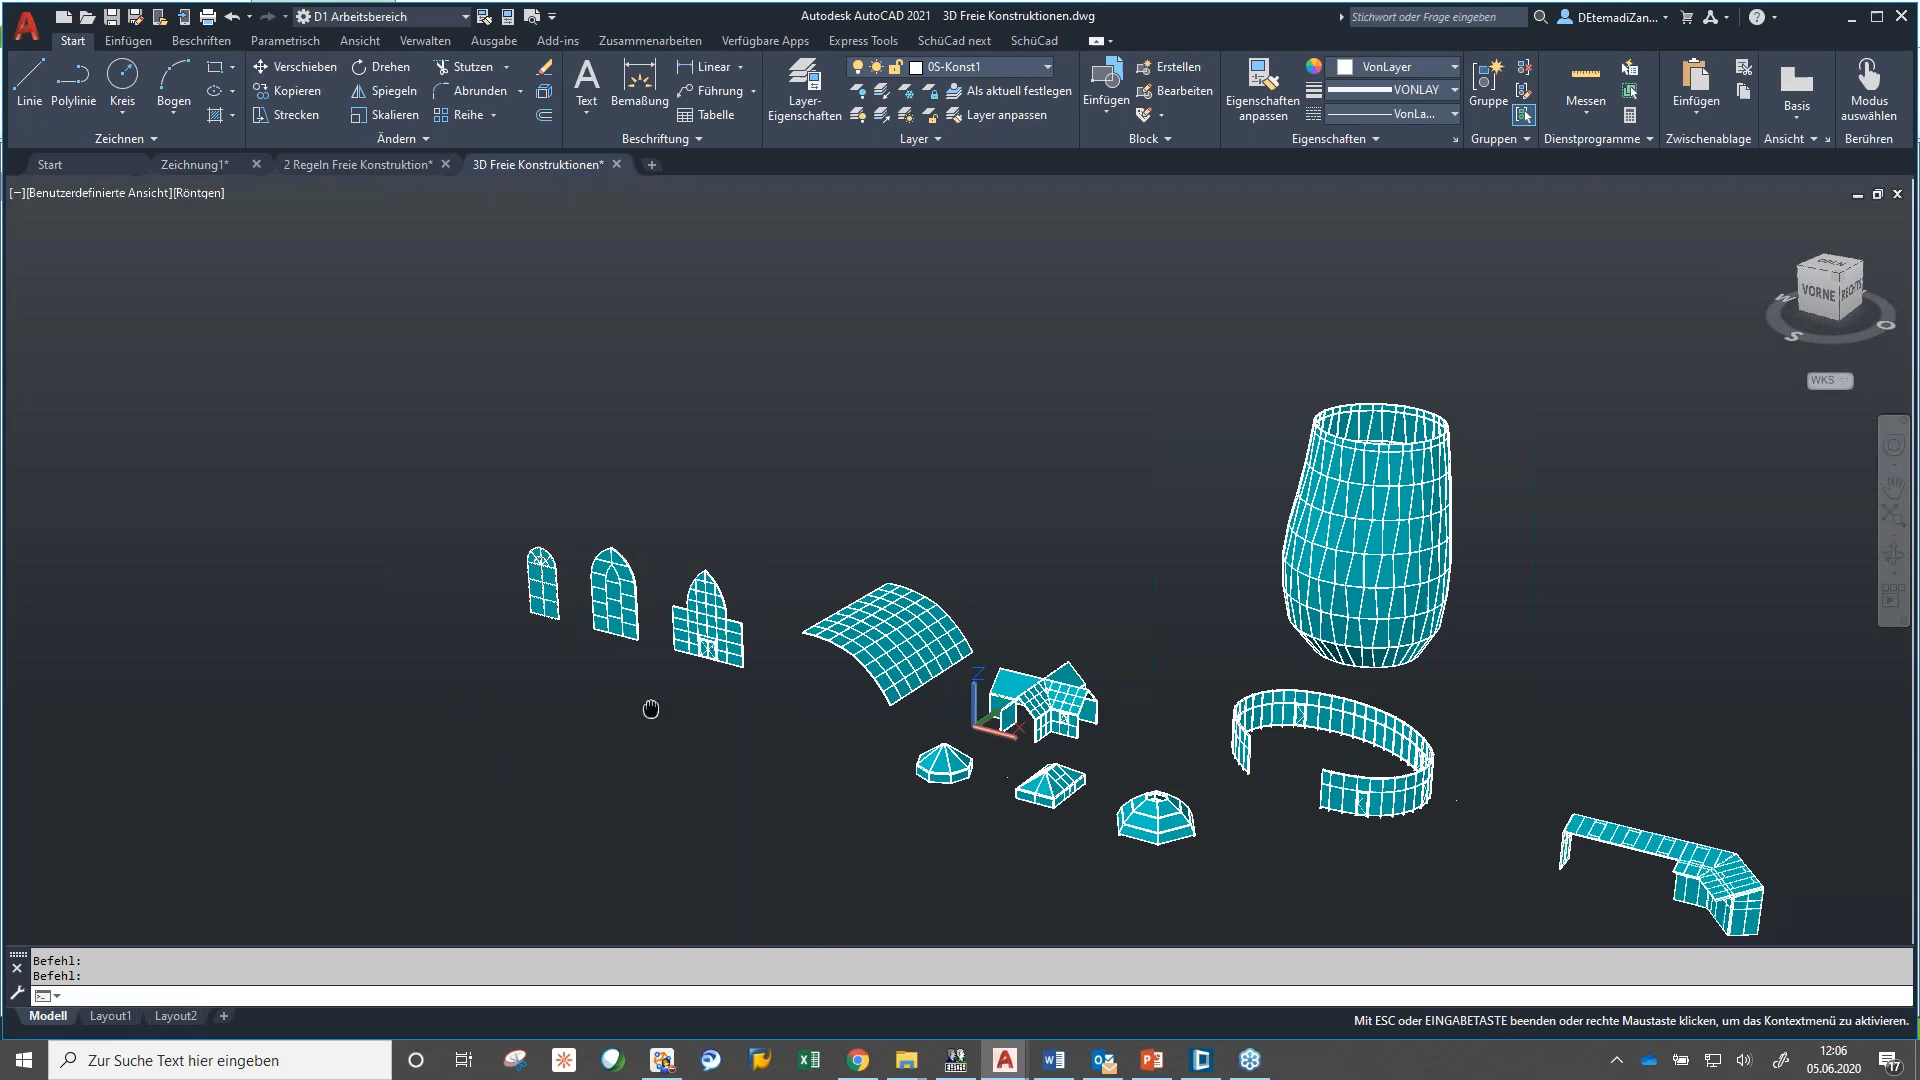 D1 Arbeitsbereich
Autodesk AutoCAD 2021 3D Freie Konstruktionen.dwg
Stichwort oder Frage eingeben
DEtemadiZan...
Start Einfügen Beschriften Parametrisch Ansicht Verwalten Ausgabe Add-ins Zusammenarbeiten Verfügbare Apps Express Tools SchüCad next SchüCad
Linie Polylinie Kreis Bogen
Verschieben Drehen Stutzen
Kopieren Spiegeln Abrunden
Strecken Skalieren Reihe
Text Bemaßung
Linear
Führung
Tabelle
Layer-
Eigenschaften
0S-Konst1
Als aktuell festlegen
Layer anpassen
Einfügen
Erstellen
Bearbeiten
Eigenschaften
anpassen
VonLayer
VONLAY
VonLa...
Gruppe
Messen
Einfügen
Basis
Modus
auswählen
Zeichnen Ändern Beschriftung Layer Block Eigenschaften Gruppen Dienstprogramme Zwischenablage Ansicht Berühren
Start Zeichnung1* 2 Regeln Freie Konstruktion* 3D Freie Konstruktionen*
[−][Benutzerdefinierte Ansicht][Röntgen]
OBEN
VORNE RECHTS
W
S
O
WKS
Z
X
Befehl:
Befehl:
Modell Layout1 Layout2
Mit ESC oder EINGABETASTE beenden oder rechte Maustaste klicken, um das Kontextmenü zu aktivieren.
Zur Suche Text hier eingeben
12:06
05.06.2020
17